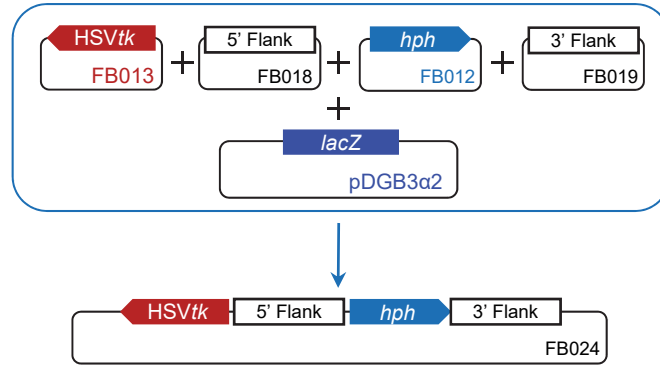 HSVtk
5’ Flank
hph
3’ Flank
+
+
+
FB013
FB018
FB012
FB019
+
lacZ
pDGB3α2
HSVtk
5’ Flank
hph
3’ Flank
FB024